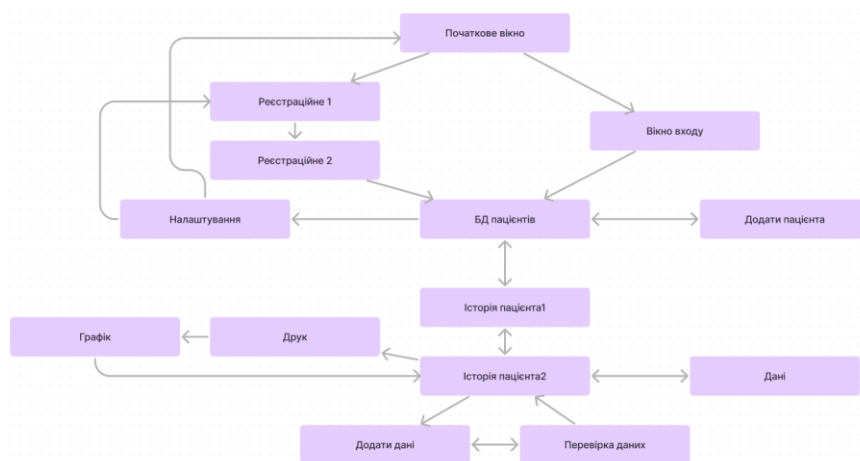 Початкове вікно
Реєстраційне 1
Вікно входу
Реєстраційне 2
Налаштування
БД пацієнтів
Додати пацієнта
Історія пацієнта1
Графік
Друк
Історія пацієнта2
Дані
Додати дані
Перевірка даних